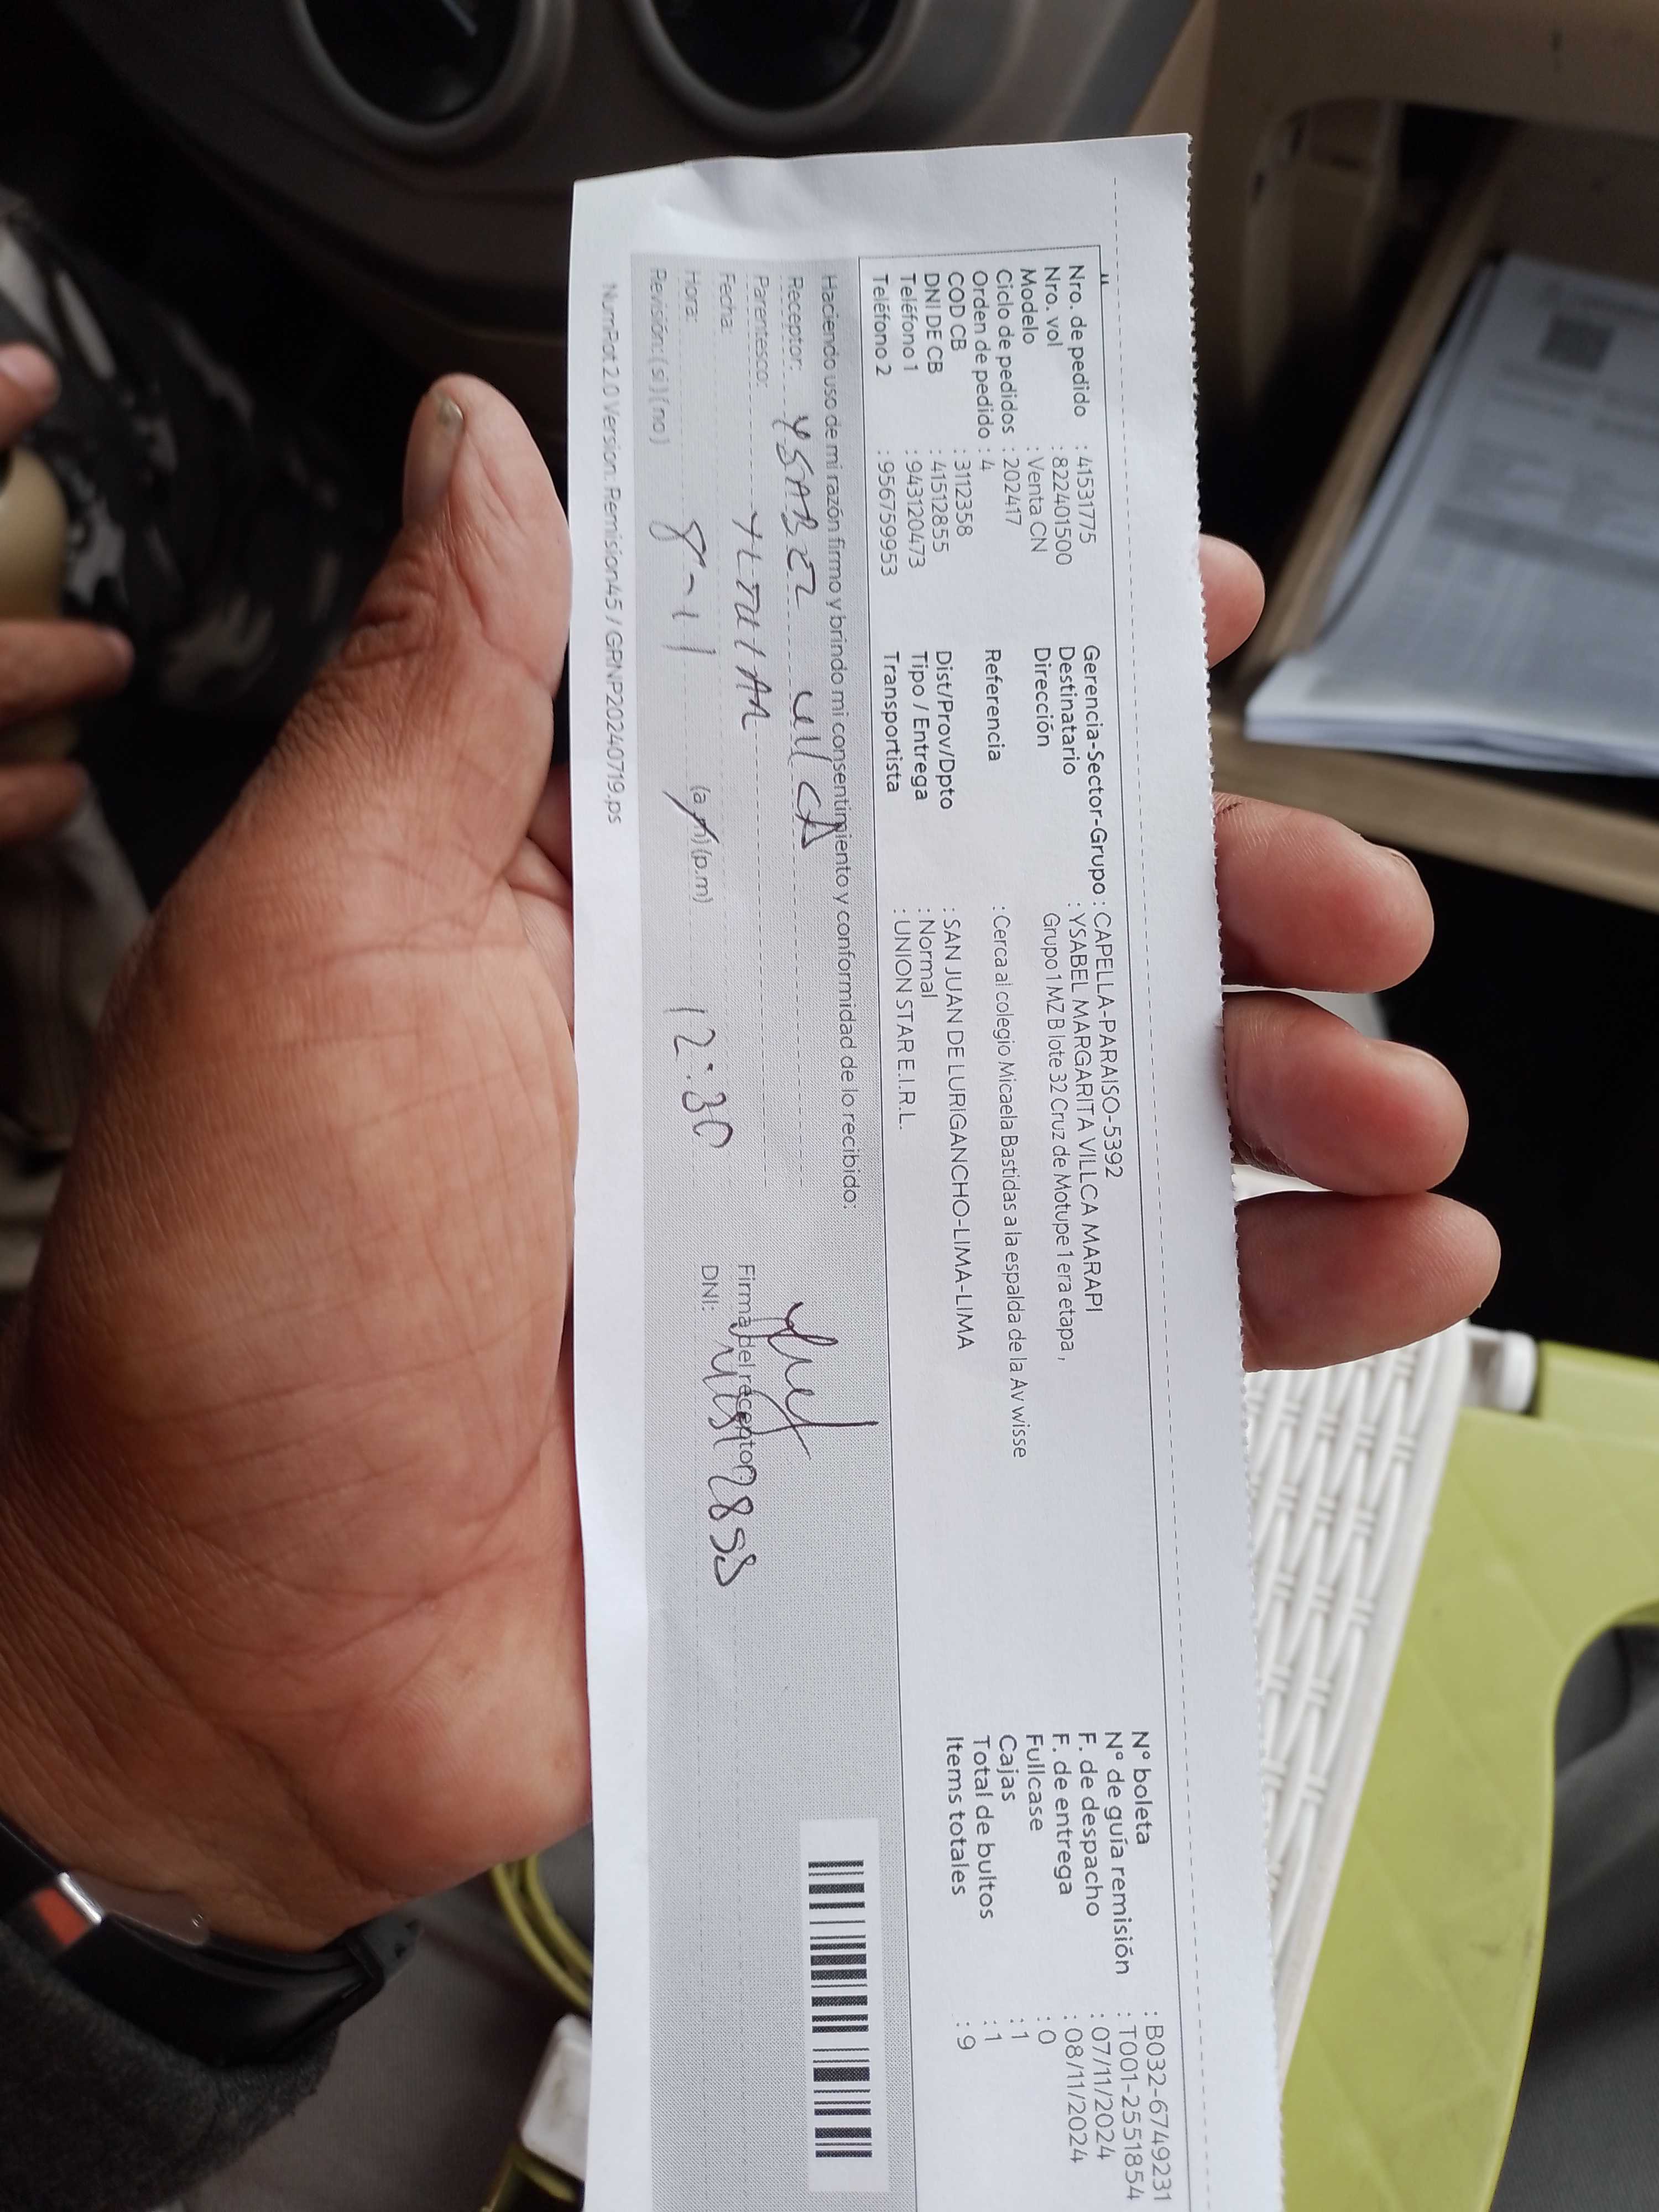 Nro. de pedido : 41531775
Nro. vol : 822401500
Modelo : Venta CN
Ciclo de pedidos : 202417
Orden de pedido : 4
COD CB : 3112358
DNI DE CB : 41512855
Teléfono 1 : 943120473
Teléfono 2 : 956759953
Gerencia-Sector-Grupo : CAPELLA-PARAISO-5392
Destinatario : YSABEL MARGARITA VILLCA MARAPI
Dirección Grupo 1 MZ B lote 32 Cruz de Motupe 1 era etapa ,
Referencia : Cerca al colegio Micaela Bastidas a la espalda de la Av wisse
Dist/Prov/Dpto : SAN JUAN DE LURIGANCHO-LIMA-LIMA
Tipo / Entrega : Normal
Transportista : UNION STAR E.I.R.L.
N° boleta : B032-6749231
N° de guía remisión : T001-2551854
F. de despacho : 07/11/2024
F. de entrega : 08/11/2024
Fullcase : 0
Cajas : 1
Total de bultos : 1
Items totales : 9
Haciendo uso de mi razón firmo y brindo mi consentimiento y conformidad de lo recibido:
Receptor: YSABEL
Parentesco:
Fecha: 8-11
Hora: (a.m) (p.m) 12:30
Revisión: ( si ) ( no )
Firma del receptor
DNI:
NumPot 2.0 Version: Remision45 / GRNP20240719.ps